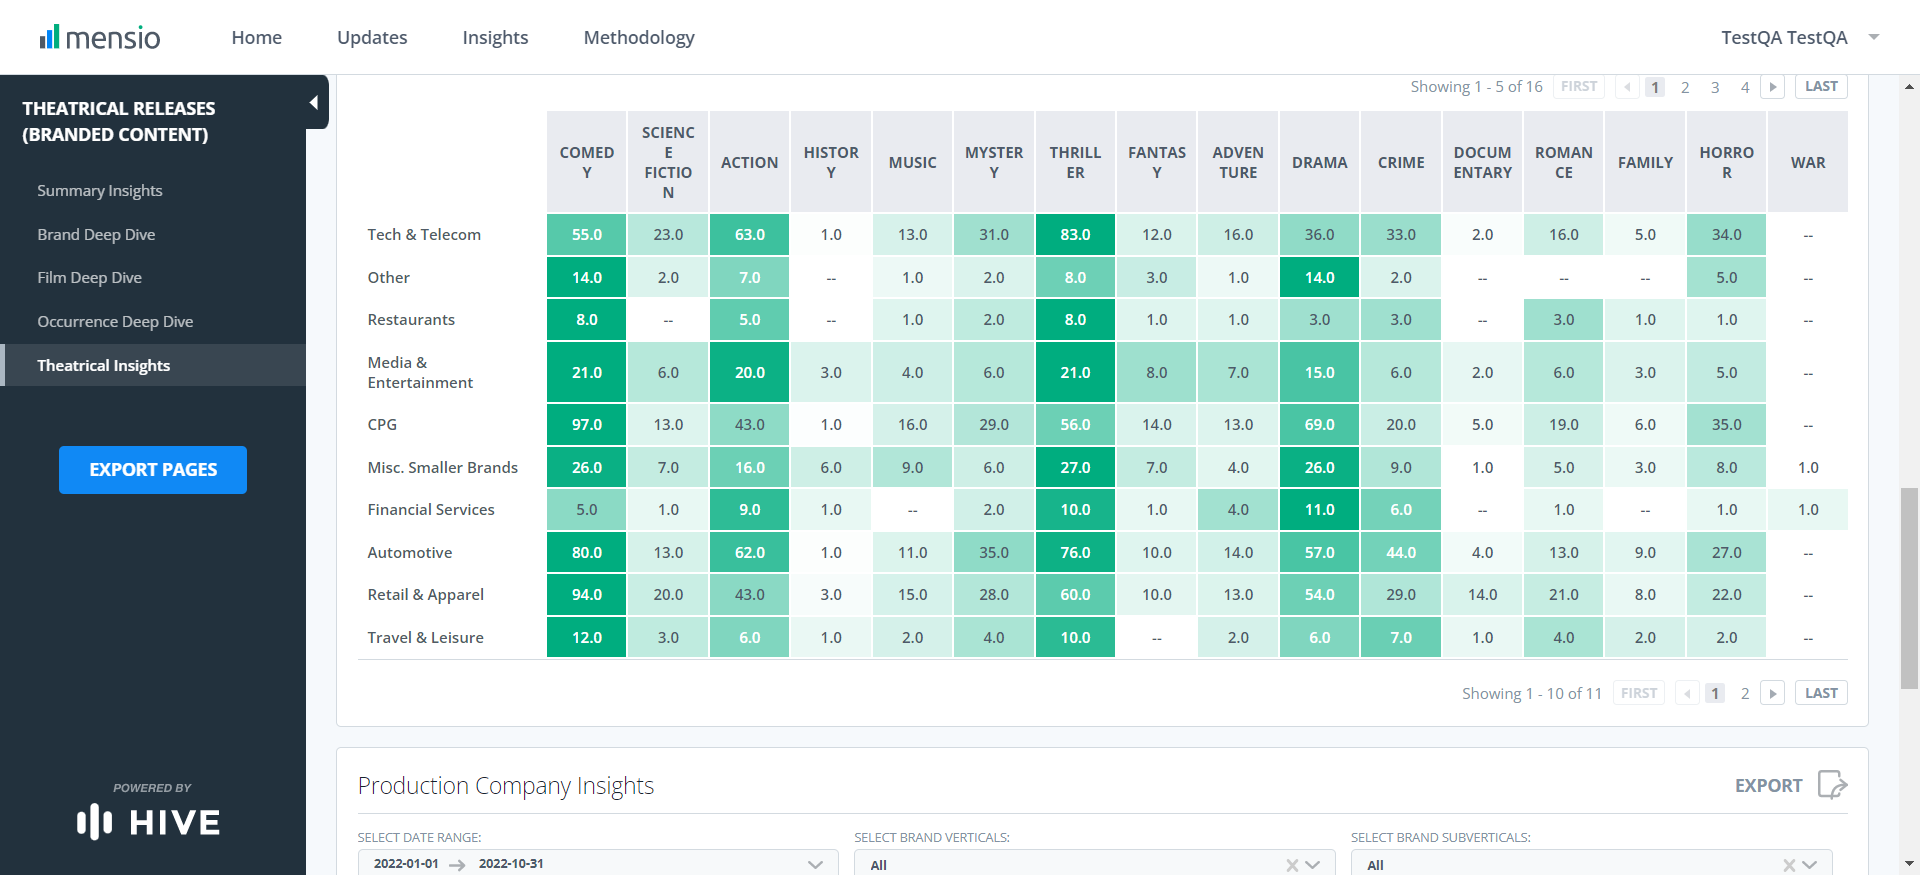 mensio Home Updates Insights Methodology TestQA TestQA
THEATRICAL RELEASES
(BRANDED CONTENT)
Summary Insights
Brand Deep Dive
Film Deep Dive
Occurrence Deep Dive
Theatrical Insights
EXPORT PAGES
POWERED BY
HIVE
Showing 1 - 5 of 16 FIRST 1 2 3 4 LAST
COMED
Y
SCIENC
E
FICTIO
N
ACTION
HISTOR
Y
MUSIC
MYSTER
Y
THRILL
ER
FANTAS
Y
ADVEN
TURE
DRAMA
CRIME
DOCUM
ENTARY
ROMAN
CE
FAMILY
HORRO
R
WAR
Tech & Telecom 55.0 23.0 63.0 1.0 13.0 31.0 83.0 12.0 16.0 36.0 33.0 2.0 16.0 5.0 34.0 --
Other 14.0 2.0 7.0 -- 1.0 2.0 8.0 3.0 1.0 14.0 2.0 -- -- -- 5.0 --
Restaurants 8.0 -- 5.0 -- 1.0 2.0 8.0 1.0 1.0 3.0 3.0 -- 3.0 1.0 1.0 --
Media &
Entertainment 21.0 6.0 20.0 3.0 4.0 6.0 21.0 8.0 7.0 15.0 6.0 2.0 6.0 3.0 5.0 --
CPG 97.0 13.0 43.0 1.0 16.0 29.0 56.0 14.0 13.0 69.0 20.0 5.0 19.0 6.0 35.0 --
Misc. Smaller Brands 26.0 7.0 16.0 6.0 9.0 6.0 27.0 7.0 4.0 26.0 9.0 1.0 5.0 3.0 8.0 1.0
Financial Services 5.0 1.0 9.0 1.0 -- 2.0 10.0 1.0 4.0 11.0 6.0 -- 1.0 -- 1.0 1.0
Automotive 80.0 13.0 62.0 1.0 11.0 35.0 76.0 10.0 14.0 57.0 44.0 4.0 13.0 9.0 27.0 --
Retail & Apparel 94.0 20.0 43.0 3.0 15.0 28.0 60.0 10.0 13.0 54.0 29.0 14.0 21.0 8.0 22.0 --
Travel & Leisure 12.0 3.0 6.0 1.0 2.0 4.0 10.0 -- 2.0 6.0 7.0 1.0 4.0 2.0 2.0 --
Showing 1 - 10 of 11 FIRST 1 2 LAST
Production Company Insights EXPORT
SELECT DATE RANGE: SELECT BRAND VERTICALS: SELECT BRAND SUBVERTICALS:
2022-01-01 2022-10-31 All All